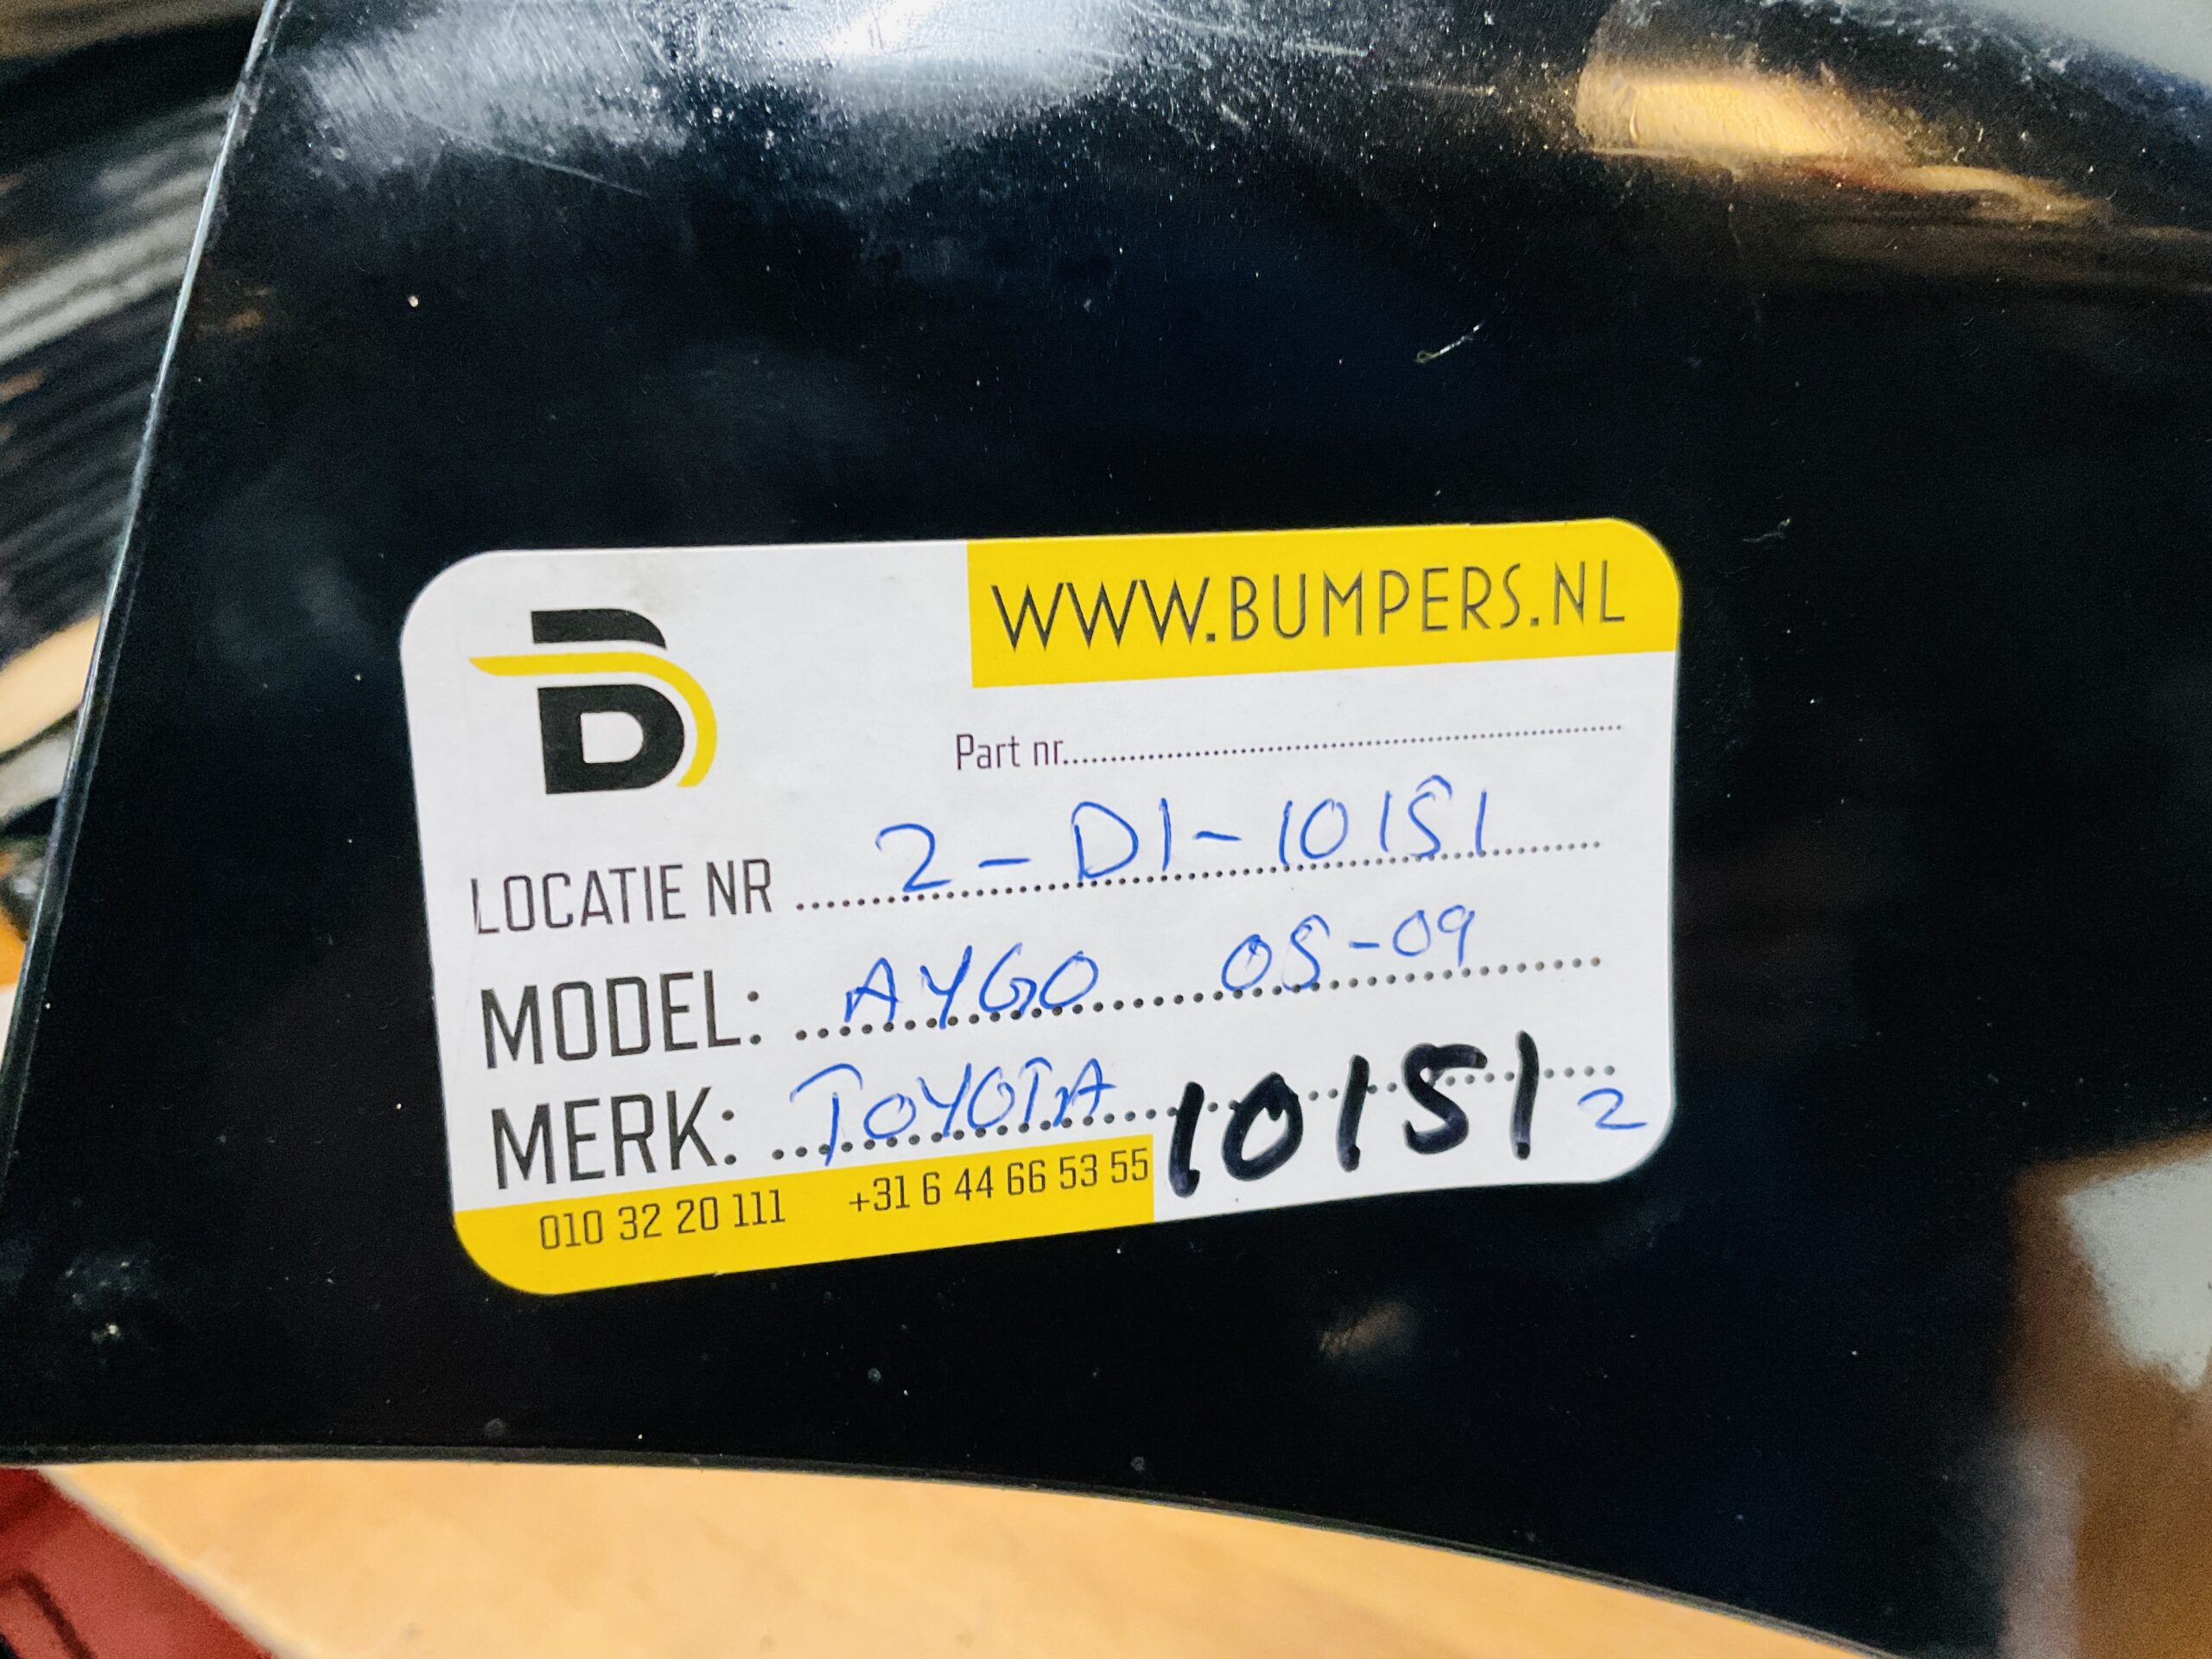 WWW.BUMPERS.NL
B
Part nr.
LOCATIE NR 2-D1-10151
MODEL: AYGO 05-09
MERK: TOYOTA 10151 2
010 32 20 111 +31 6 44 66 53 55